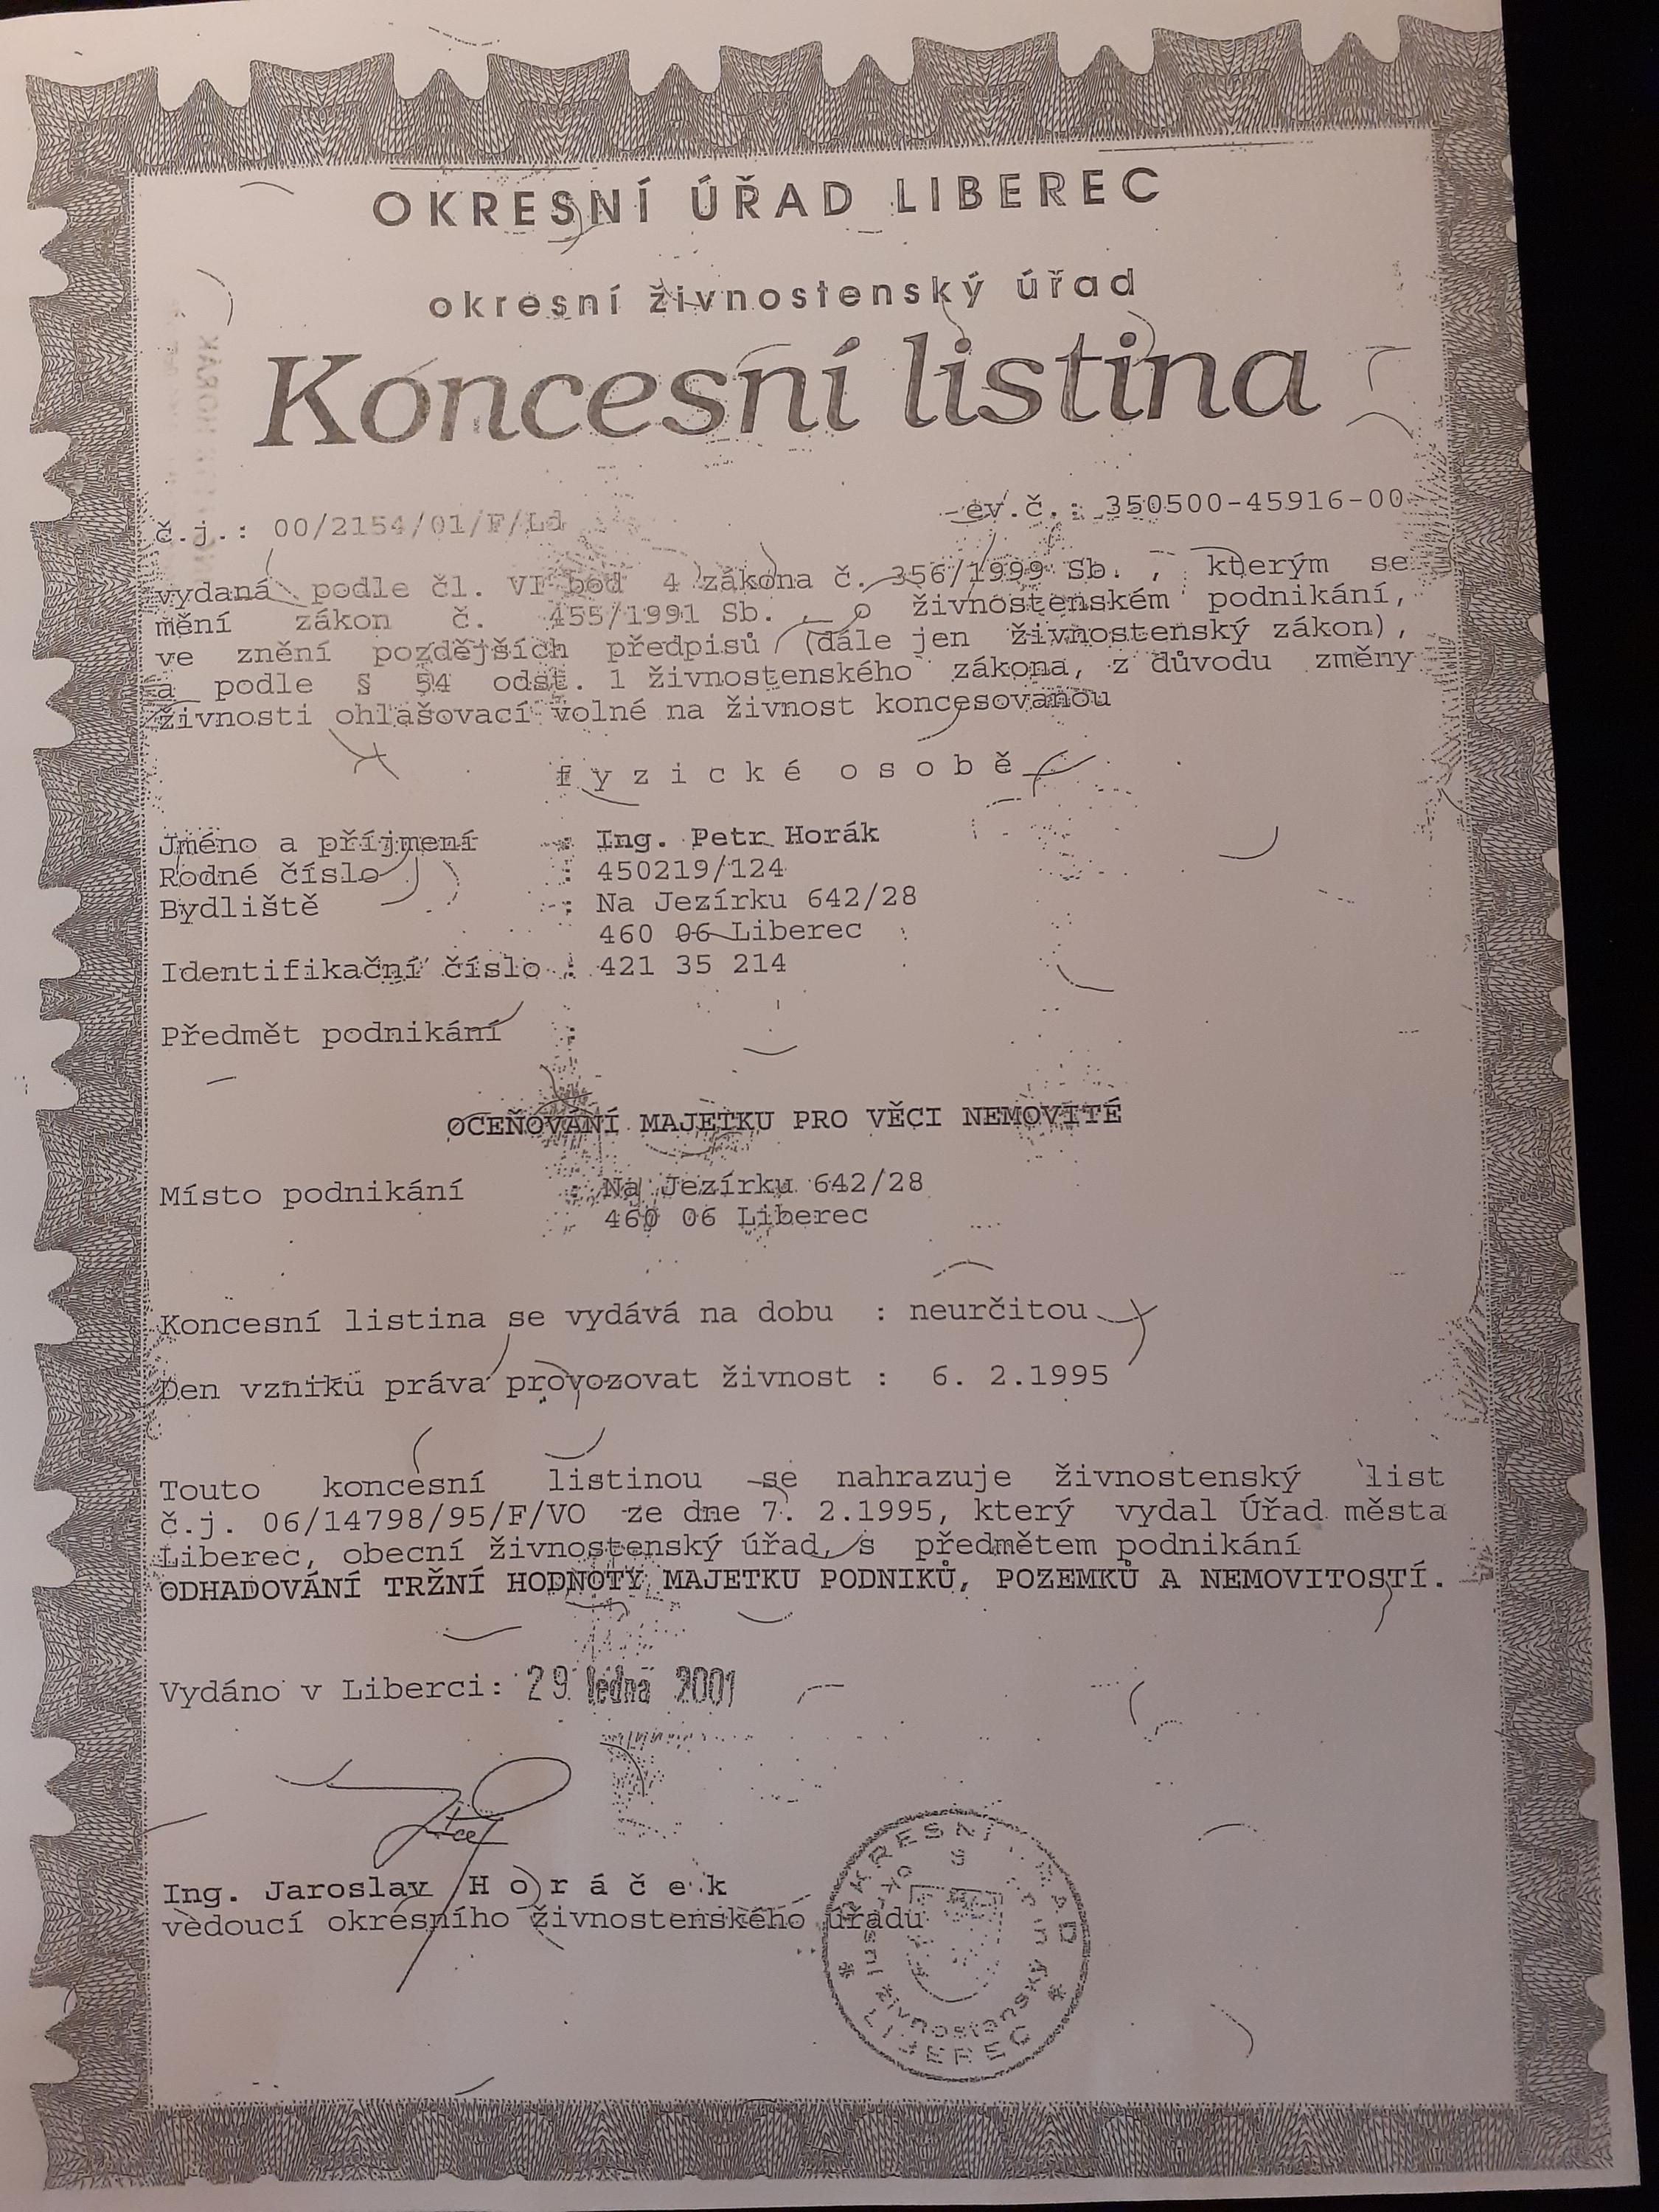 OKRESNÍ ÚŘAD LIBEREC
okresní živnostenský úřad
Koncesní listina
č.j.: 00/2154/01/F/Ld
ev.č.: 350500-45916-00
vydaná podle čl. VI bod 4 zákona č. 356/1999 Sb., kterým se
mění zákon č. 455/1991 Sb. , o živnostenském podnikání,
ve znění pozdějších předpisů (dále jen živnostenský zákon),
a podle § 54 odst. 1 živnostenského zákona, z důvodu změny
živnosti ohlašovací volné na živnost koncesovanou
f y z i c k é o s o b ě
Jméno a příjmení : Ing. Petr Horák
Rodné číslo : 450219/124
Bydliště : Na Jezírku 642/28
460 06 Liberec
Identifikační číslo : 421 35 214
Předmět podnikání :
OCEŇOVÁNÍ MAJETKU PRO VĚCI NEMOVITÉ
Místo podnikání : Na Jezírku 642/28
460 06 Liberec
Koncesní listina se vydává na dobu : neurčitou
Den vzniku práva provozovat živnost : 6. 2.1995
Touto koncesní listinou se nahrazuje živnostenský list
č.j. 06/14798/95/F/VO ze dne 7. 2.1995, který vydal Úřad města
Liberec, obecní živnostenský úřad, s předmětem podnikání
ODHADOVÁNÍ TRŽNÍ HODNOTY MAJETKU PODNIKŮ, POZEMKŮ A NEMOVITOSTÍ.
Vydáno v Liberci: 29. ledna 2001
Ing. Jaroslav H o r á č e k
vedoucí okresního živnostenského úřadu
OKRESNÍ ÚŘAD
živnostenský
LIBEREC